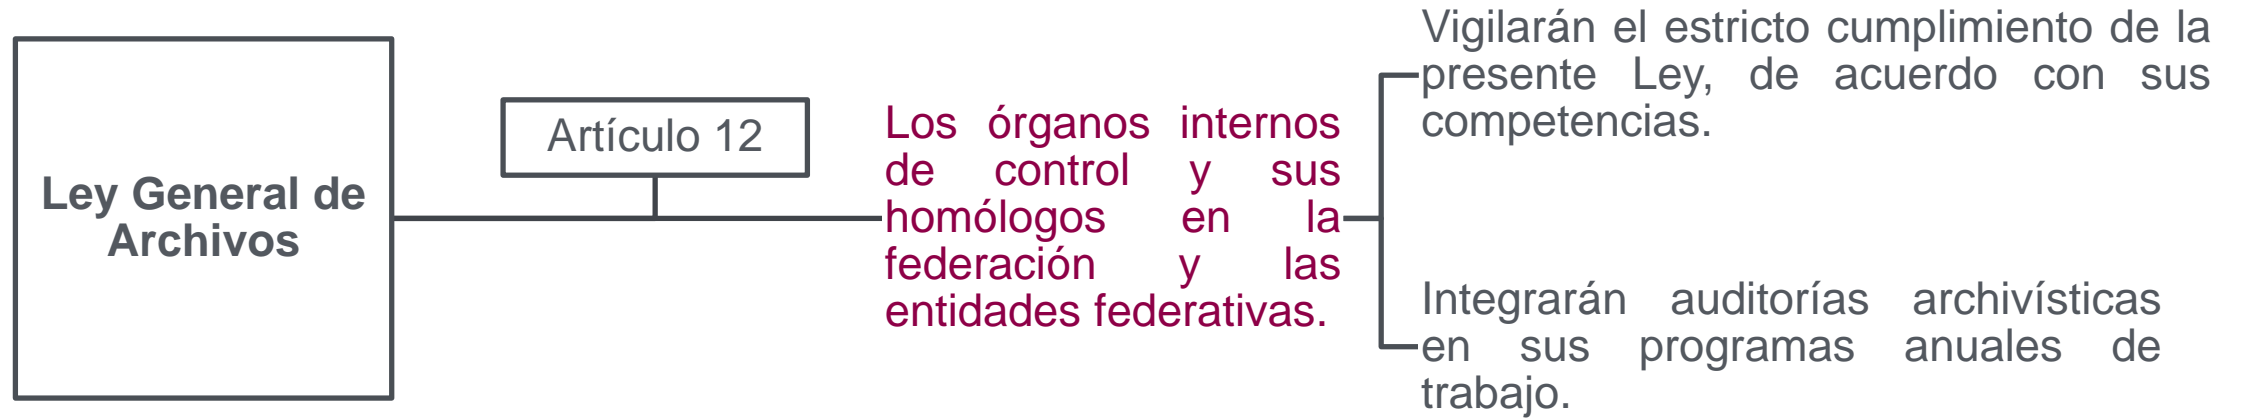 Ley General de
Archivos
Artículo 12
Los órganos internos
de control y sus
homólogos en la
federación y las
entidades federativas.
Vigilarán el estricto cumplimiento de la
presente Ley, de acuerdo con sus
competencias.
Integrarán auditorías archivísticas
en sus programas anuales de
trabajo.